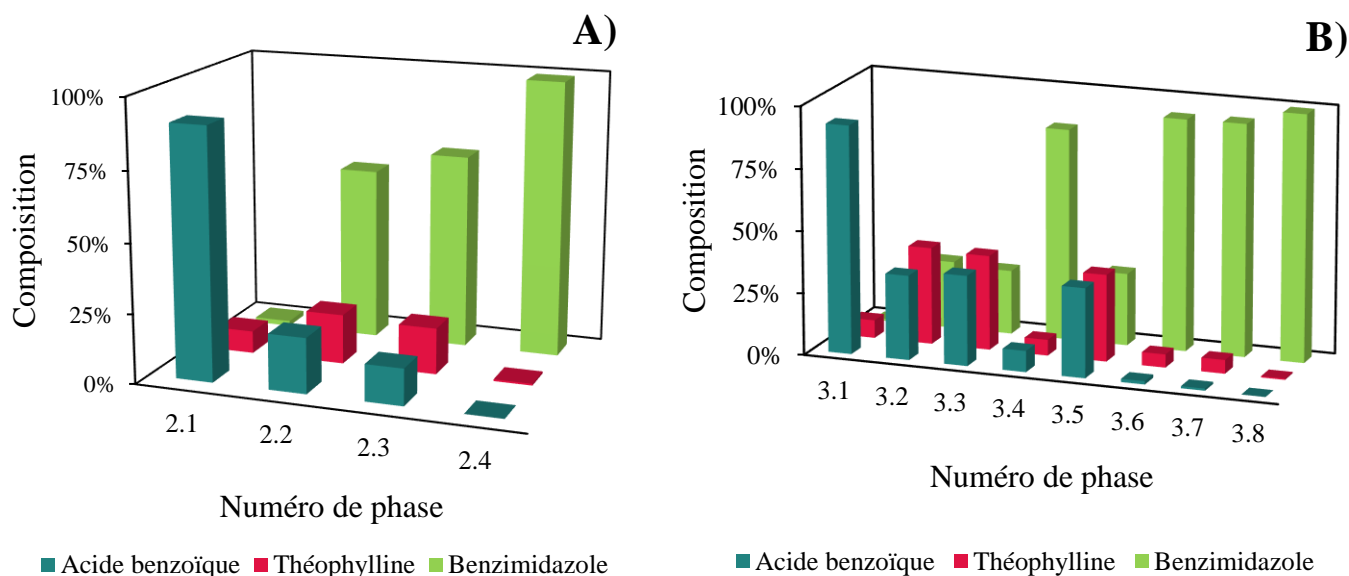 A)
100%
75%
50%
25%
0%
Compoisition
2.1
2.2
2.3
2.4
Numéro de phase
Acide benzoïque Théophylline Benzimidazole
B)
100%
75%
50%
25%
0%
Composition
3.1
3.2
3.3
3.4
3.5
3.6
3.7
3.8
Numéro de phase
Acide benzoïque Théophylline Benzimidazole